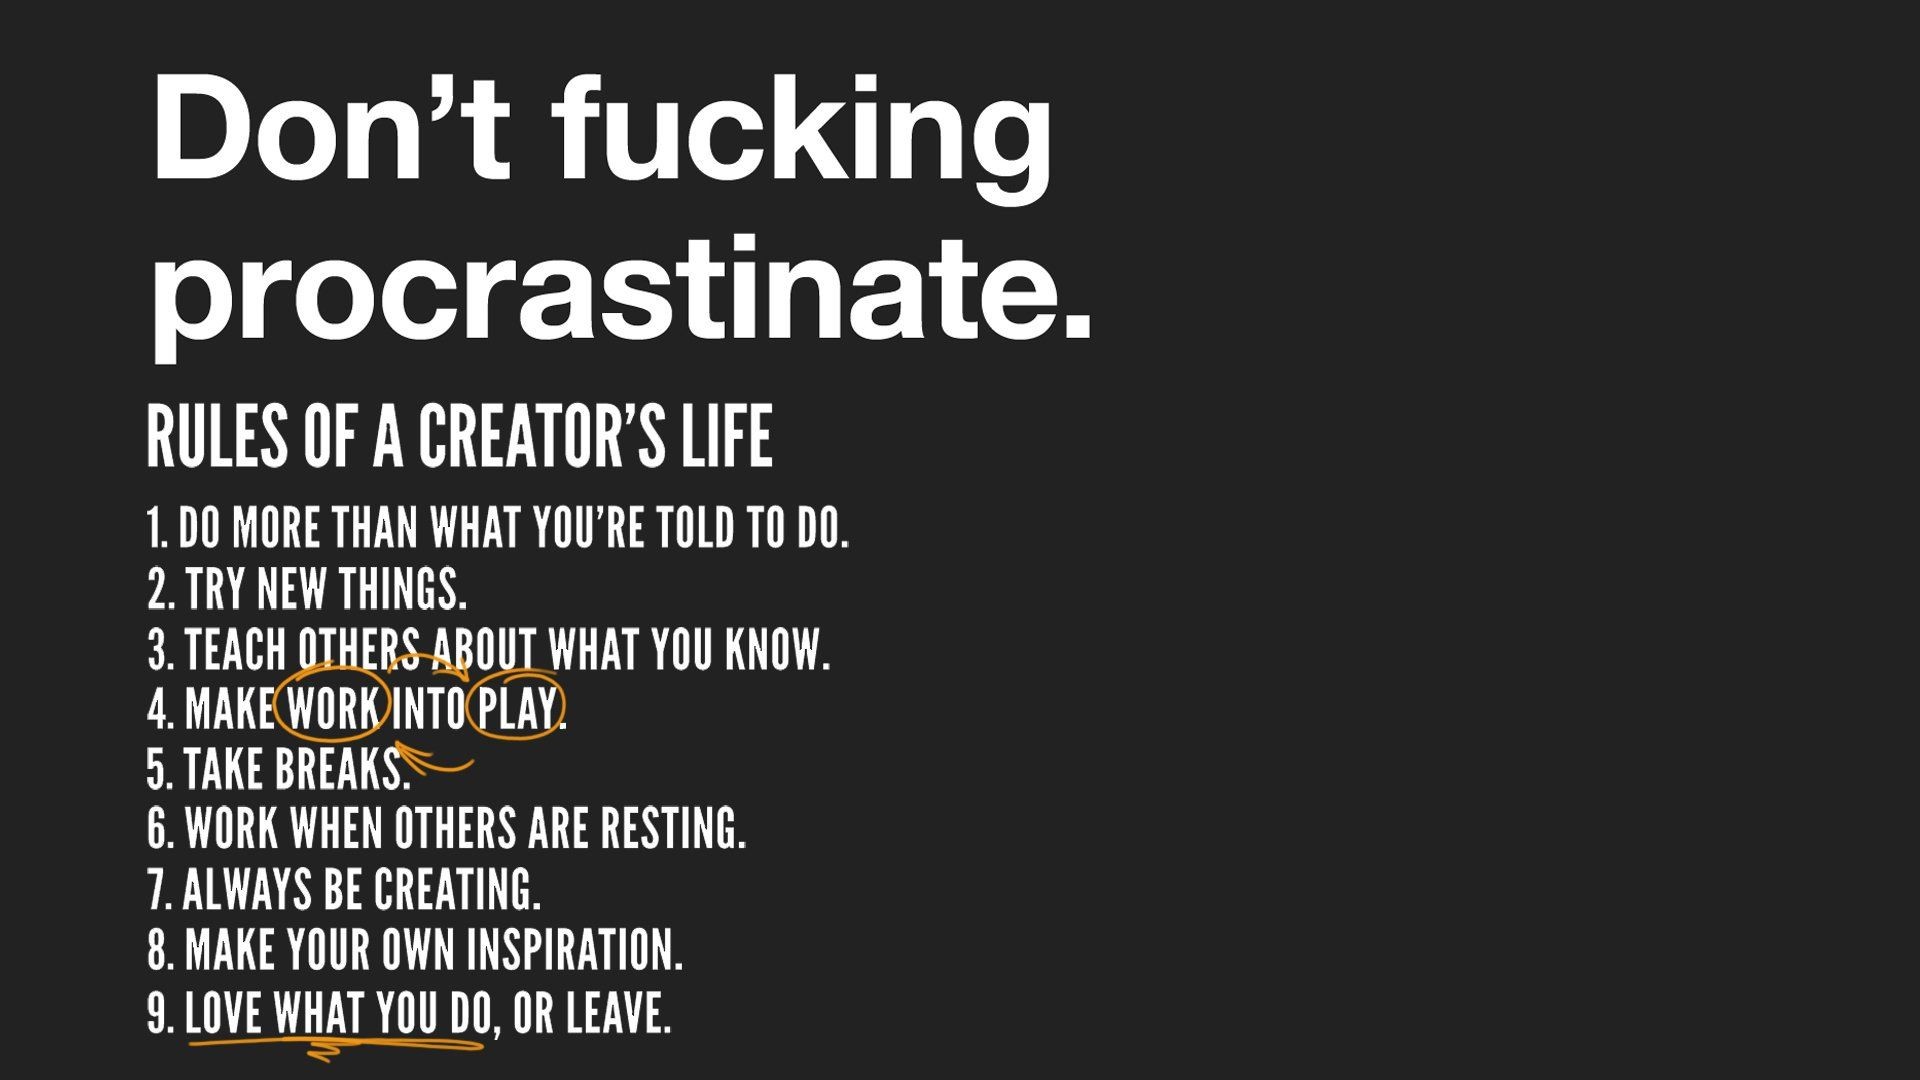 Don’t fucking
procrastinate.
RULES OF A CREATOR’S LIFE
1. DO MORE THAN WHAT YOU’RE TOLD TO DO.
2. TRY NEW THINGS.
3. TEACH OTHERS ABOUT WHAT YOU KNOW.
4. MAKE WORK INTO PLAY.
5. TAKE BREAKS.
6. WORK WHEN OTHERS ARE RESTING.
7. ALWAYS BE CREATING.
8. MAKE YOUR OWN INSPIRATION.
9. LOVE WHAT YOU DO, OR LEAVE.